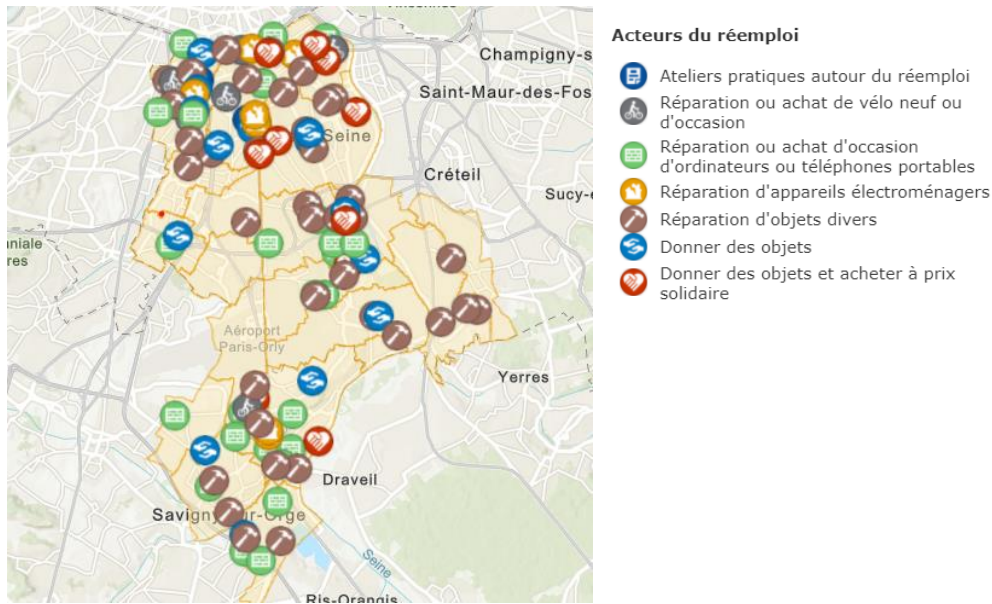 Champigny-s
Saint-Maur-des-Fos
Seine
Créteil
Sucy-e
niale
res
Aéroport
Paris-Orly
Yerres
Draveil
Savigny-sur-Orge
Seine
Ris-Orangis
Acteurs du réemploi
Ateliers pratiques autour du réemploi
Réparation ou achat de vélo neuf ou
d'occasion
Réparation ou achat d'occasion
d'ordinateurs ou téléphones portables
Réparation d'appareils électroménagers
Réparation d'objets divers
Donner des objets
Donner des objets et acheter à prix
solidaire